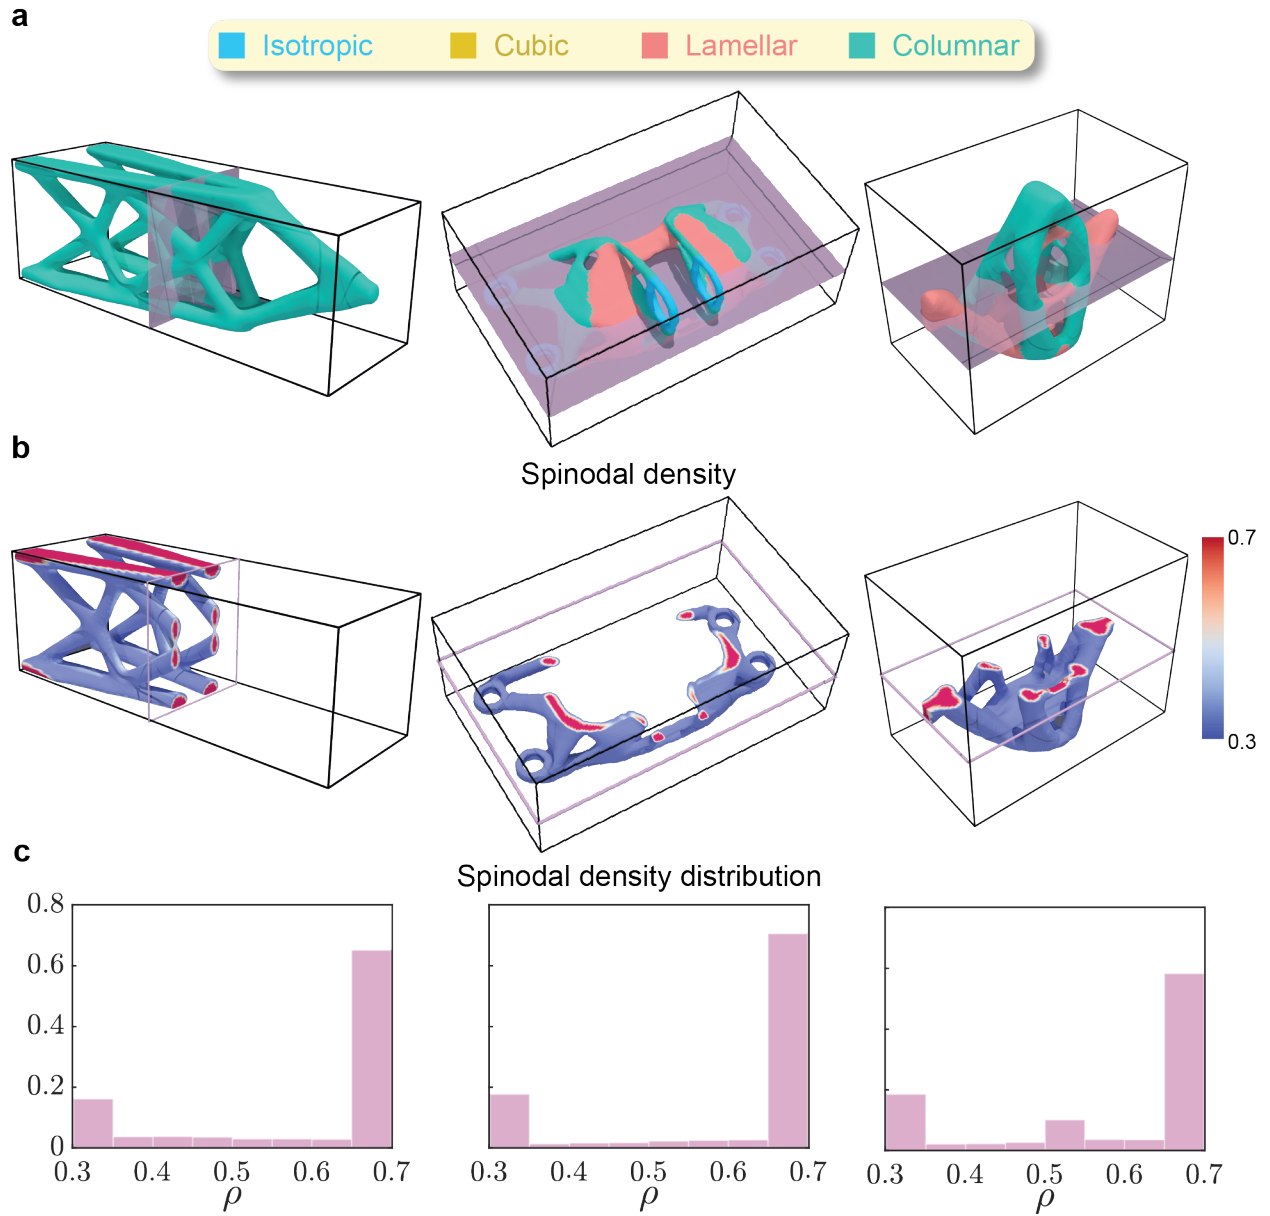 a
Isotropic Cubic Lamellar Columnar
b
Spinodal density
0.7
0.3
c
Spinodal density distribution
0.8
0.6
0.4
0.2
0
0.3 0.4 0.5 0.6 0.7 0.3 0.4 0.5 0.6 0.7 0.3 0.4 0.5 0.6 0.7
ρ ρ ρ